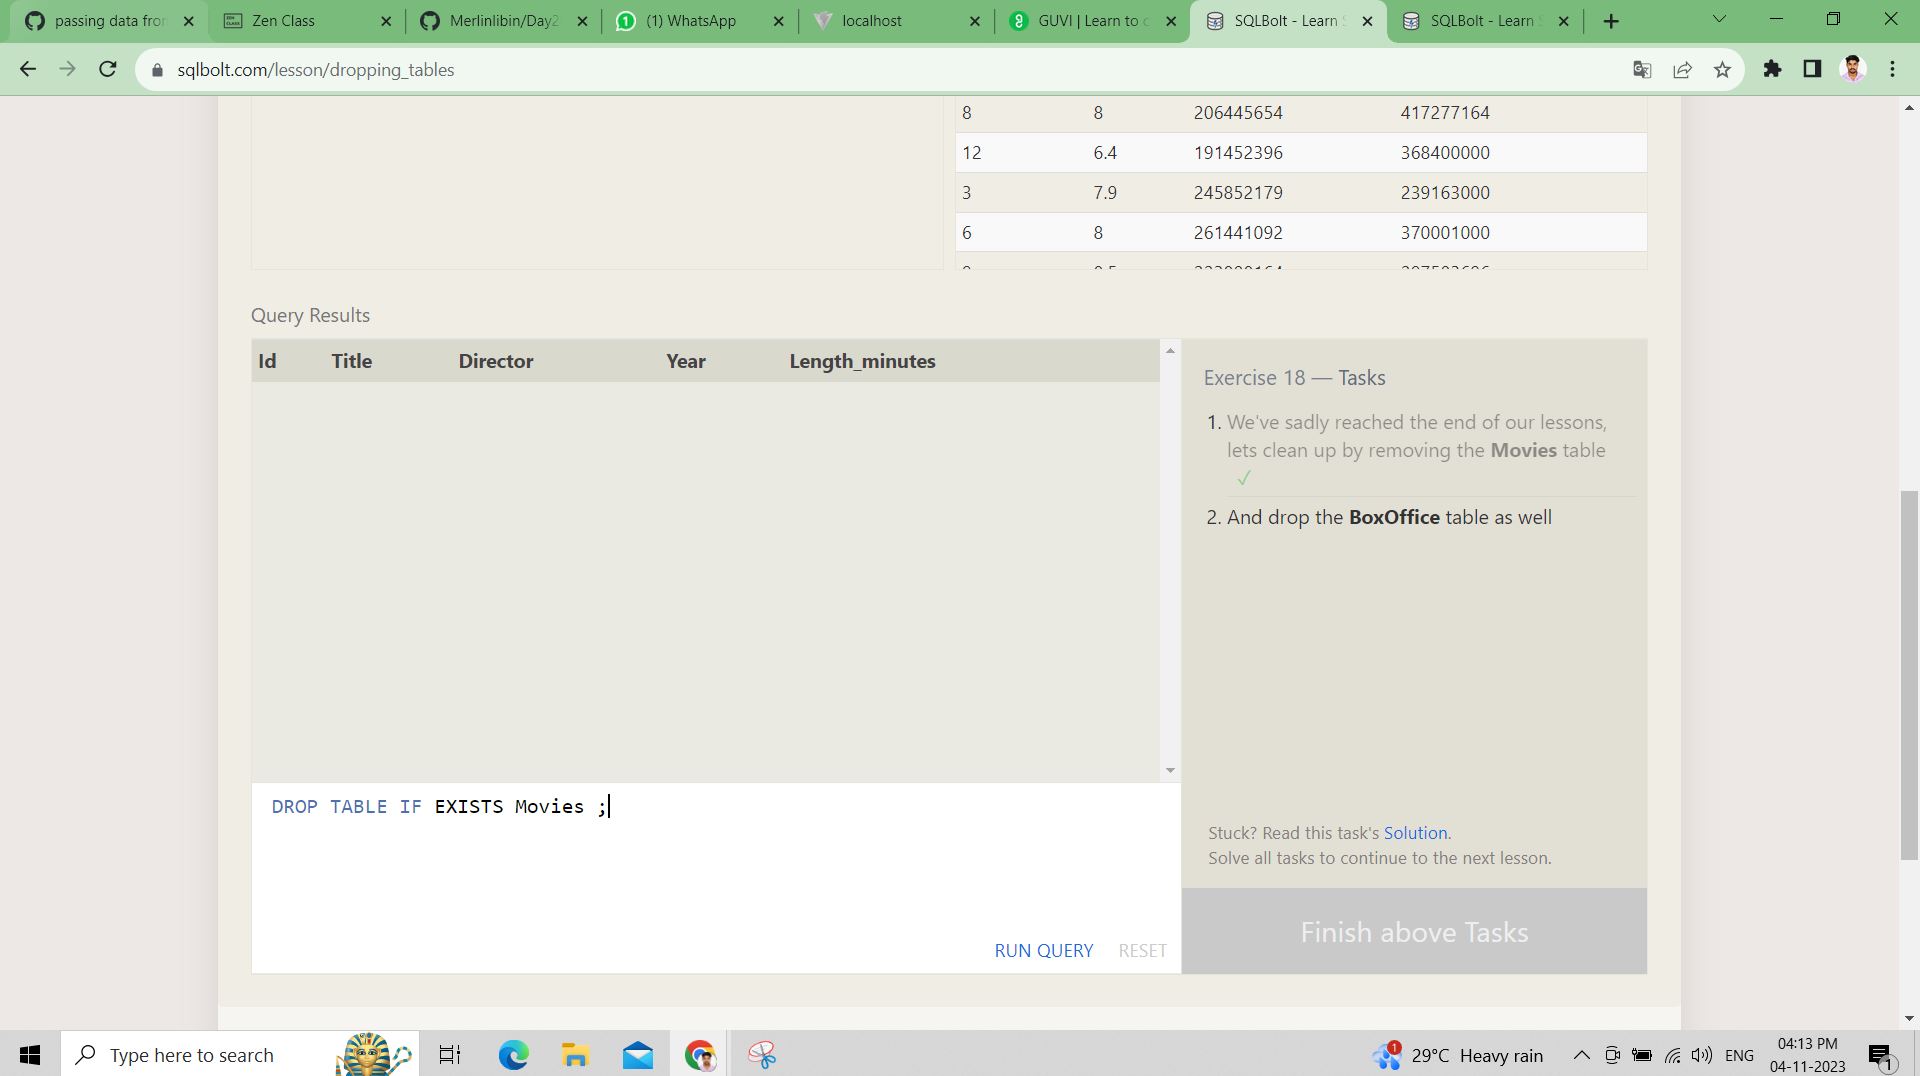 passing data fron
Zen Class
Merlinlibin/Day2
(1) WhatsApp
localhost
GUVI | Learn to c
SQLBolt - Learn S
SQLBolt - Learn S
sqlbolt.com/lesson/dropping_tables
8 8 206445654 417277164
12 6.4 191452396 368400000
3 7.9 245852179 239163000
6 8 261441092 370001000
Query Results
Id Title Director Year Length_minutes
Exercise 18 — Tasks
1. We've sadly reached the end of our lessons,
lets clean up by removing the Movies table
✓
2. And drop the BoxOffice table as well
DROP TABLE IF EXISTS Movies ;
Stuck? Read this task's Solution.
Solve all tasks to continue to the next lesson.
Finish above Tasks
RUN QUERY RESET
Type here to search
1
29°C Heavy rain
ENG
04:13 PM
04-11-2023
1